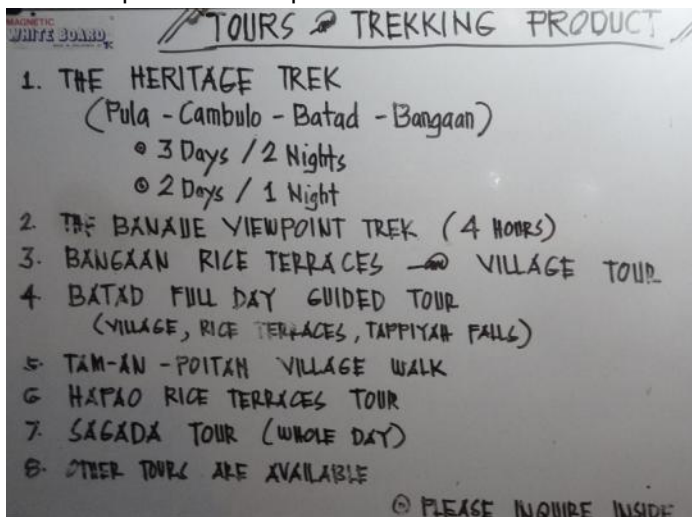 MAGNETIC
WHITE BOARD
TOURS & TREKKING PRODUCT
1. THE HERITAGE TREK
(Pula - Cambulo - Batad - Bangaan)
• 3 Days / 2 Nights
• 2 Days / 1 Night
2. THE BANAUE VIEWPOINT TREK (4 HOURS)
3. BANGAAN RICE TERRACES VILLAGE TOUR
4 BATAD FULL DAY GUIDED TOUR
(VILLAGE, RICE TERRACES, TAPPIYAH FALLS)
5. TAM-AN - POITAN VILLAGE WALK
6 HAPAO RICE TERRACES TOUR
7. SAGADA TOUR (WHOLE DAY)
8. OTHER TOURS ARE AVAILABLE
PLEASE INQUIRE INSIDE